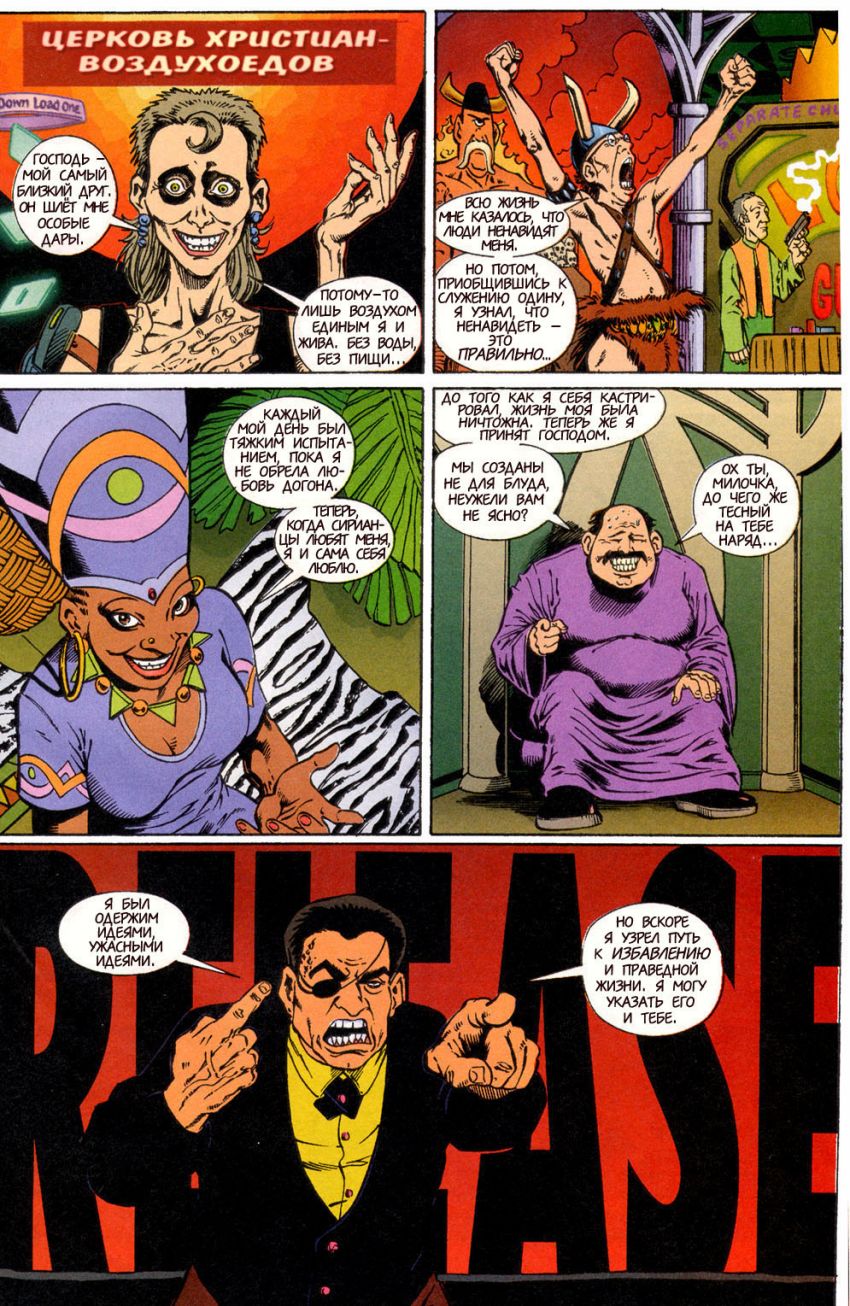 ЦЕРКОВЬ ХРИСТИАН-
ВОЗДУХОЕДОВ
Down Load One
ГОСПОДЬ –
МОЙ САМЫЙ
БЛИЗКИЙ ДРУГ.
ОН ШЛЁТ МНЕ
ОСОБЫЕ
ДАРЫ.
ПОТОМУ-ТО
ЛИШЬ ВОЗДУХОМ
ЕДИНЫМ Я И
ЖИВА. БЕЗ ВОДЫ,
БЕЗ ПИЩИ...
SEPARATE CHU
ВСЮ ЖИЗНЬ
МНЕ КАЗАЛОСЬ, ЧТО
ЛЮДИ НЕНАВИДЯТ
МЕНЯ.
НО ПОТОМ,
ПРИОБЩИВШИСЬ К
СЛУЖЕНИЮ ОДИНУ,
Я УЗНАЛ, ЧТО
НЕНАВИДЕТЬ –
ЭТО
ПРАВИЛЬНО...
КАЖДЫЙ
МОЙ ДЕНЬ БЫЛ
ТЯЖКИМ ИСПЫТА-
НИЕМ, ПОКА Я
НЕ ОБРЕЛА ЛЮ-
БОВЬ ДОГОНА.
ТЕПЕРЬ,
КОГДА СИРИАН-
ЦЫ ЛЮБЯТ МЕНЯ,
Я И САМА СЕБЯ
ЛЮБЛЮ.
ДО ТОГО КАК Я СЕБЯ КАСТРИ-
РОВАЛ, ЖИЗНЬ МОЯ БЫЛА
НИЧТОЖНА. ТЕПЕРЬ ЖЕ Я
ПРИНЯТ ГОСПОДОМ.
МЫ СОЗДАНЫ
НЕ ДЛЯ БЛУДА,
НЕУЖЕЛИ ВАМ
НЕ ЯСНО?
ОХ ТЫ,
МИЛОЧКА,
ДО ЧЕГО ЖЕ
ТЕСНЫЙ
НА ТЕБЕ
НАРЯД...
RELEASE
Я БЫЛ
ОДЕРЖИМ
ИДЕЯМИ,
УЖАСНЫМИ
ИДЕЯМИ.
НО ВСКОРЕ
Я УЗРЕЛ ПУТЬ
К ИЗБАВЛЕНИЮ
И ПРАВЕДНОЙ
ЖИЗНИ. Я МОГУ
УКАЗАТЬ ЕГО
И ТЕБЕ.